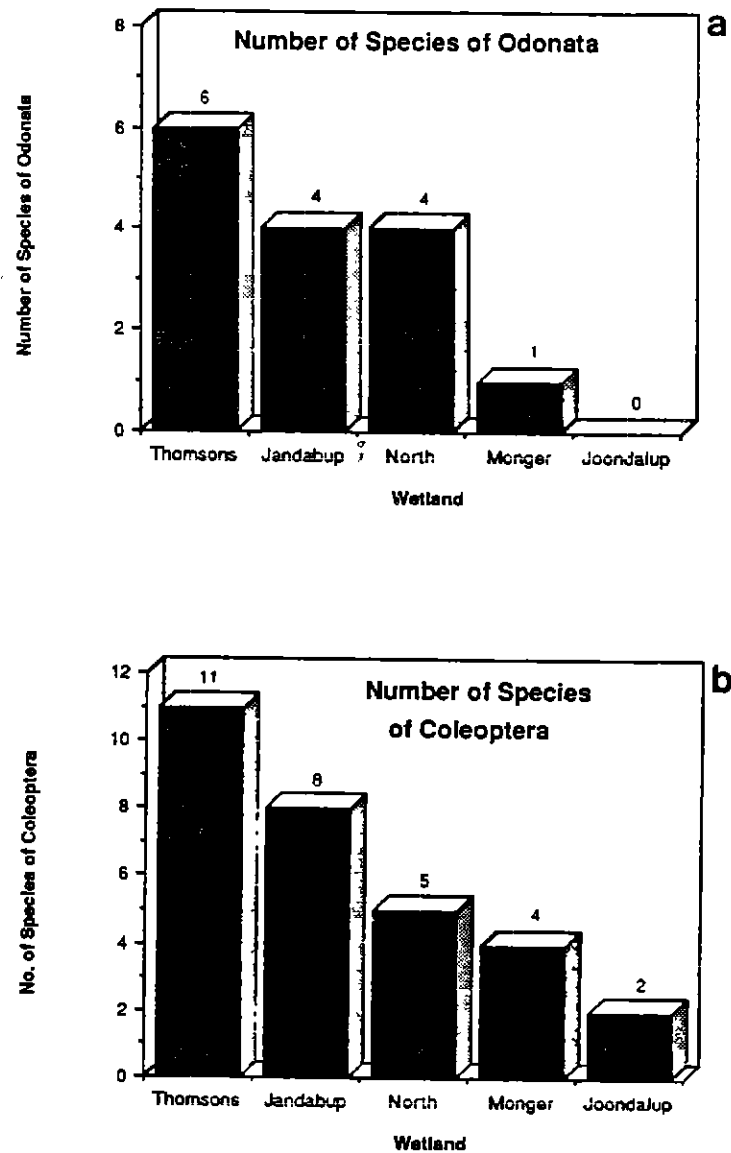 a
Number of Species of Odonata
Number of Species of Odonata
8
6
4
2
0
6
4
4
1
0
Thomsons Jandabup North Monger Joondalup
Wetland
b
Number of Species
of Coleoptera
No. of Species of Coleoptera
12
10
8
6
4
2
0
11
8
5
4
2
Thomsons Jandabup North Monger Joondalup
Wetland